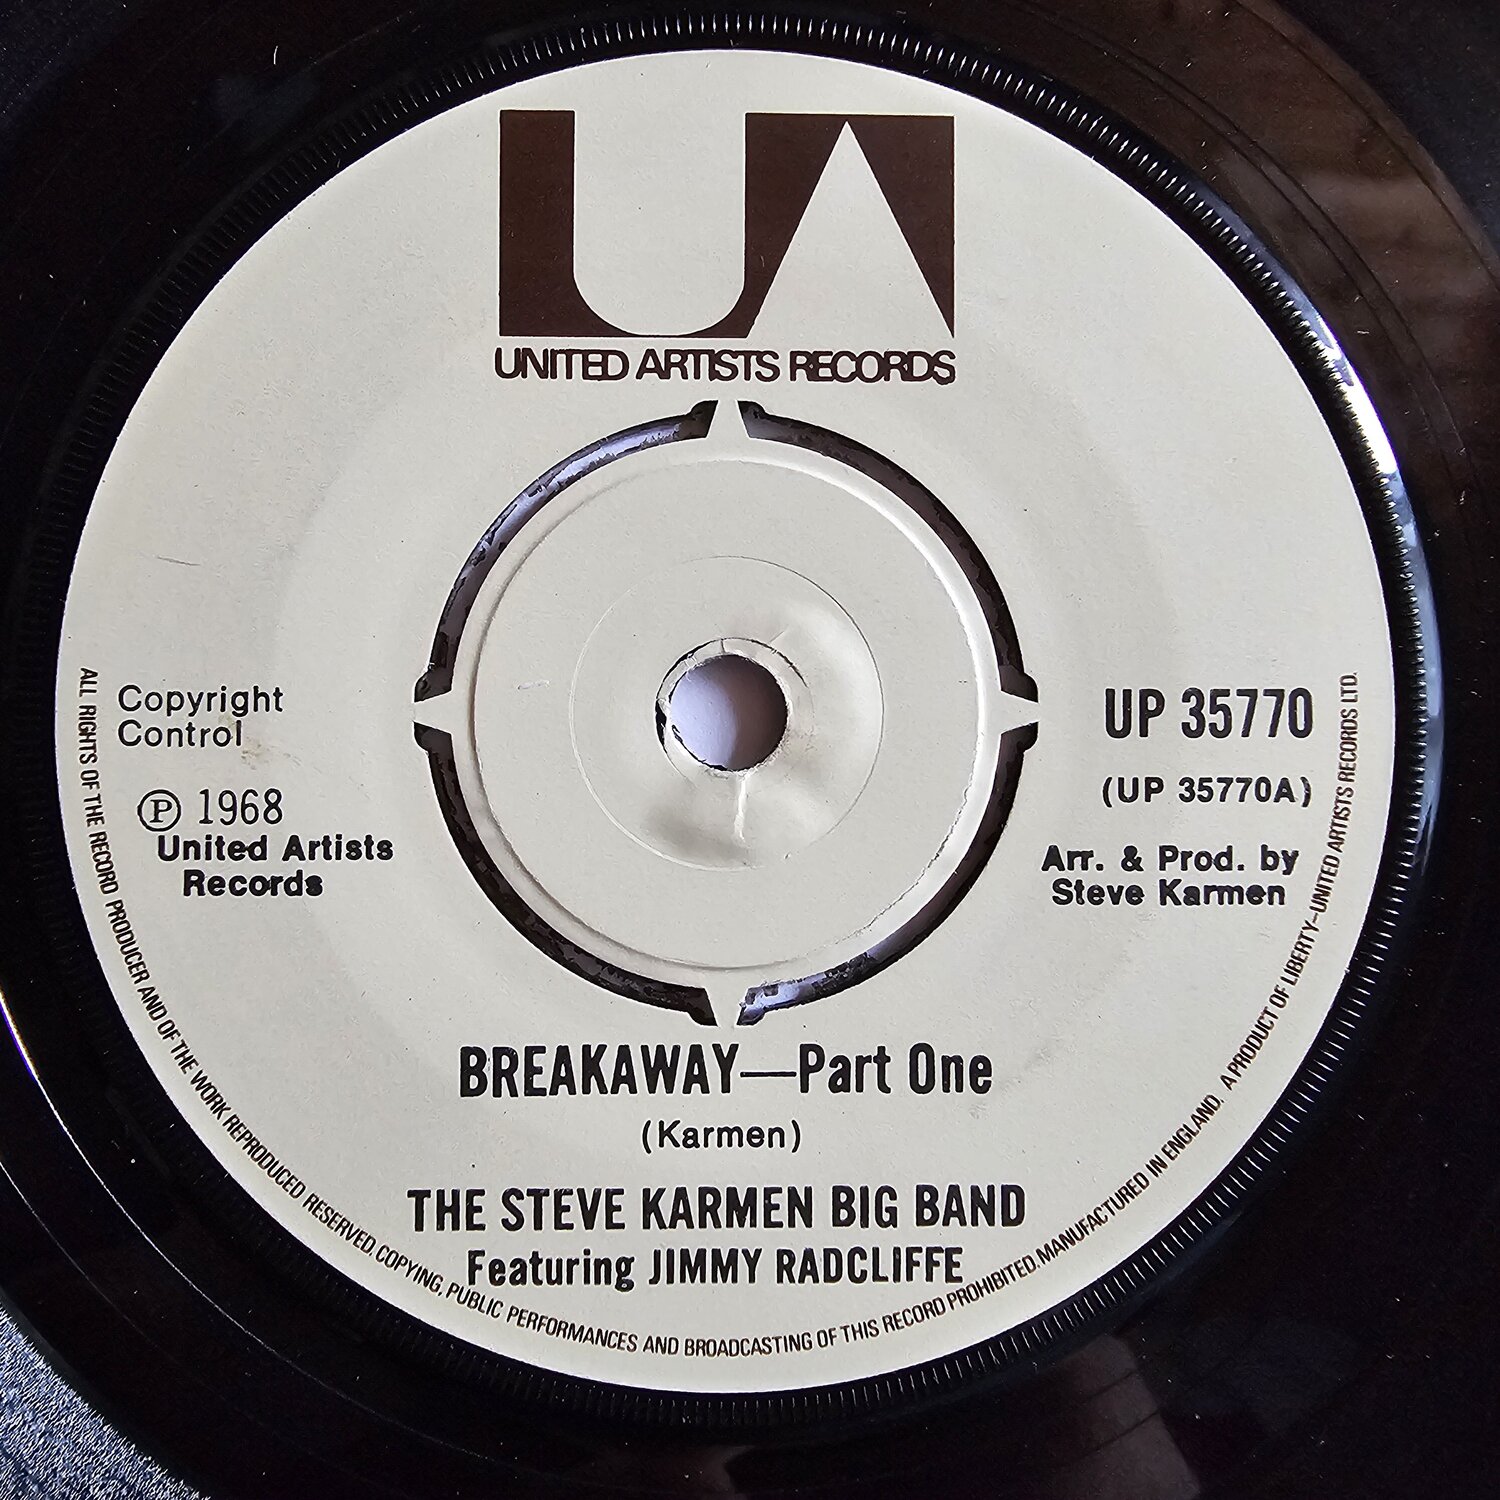 UA
UNITED ARTISTS RECORDS
Copyright
Control
Ⓟ 1968
United Artists
Records
UP 35770
(UP 35770A)
Arr. & Prod. by
Steve Karmen
BREAKAWAY—Part One
(Karmen)
THE STEVE KARMEN BIG BAND
Featuring JIMMY RADCLIFFE
ALL RIGHTS OF THE RECORD PRODUCER AND OF THE WORK REPRODUCED RESERVED. COPYING, PUBLIC PERFORMANCES AND BROADCASTING OF THIS RECORD PROHIBITED. MANUFACTURED IN ENGLAND. A PRODUCT OF LIBERTY–UNITED ARTISTS RECORDS LTD.